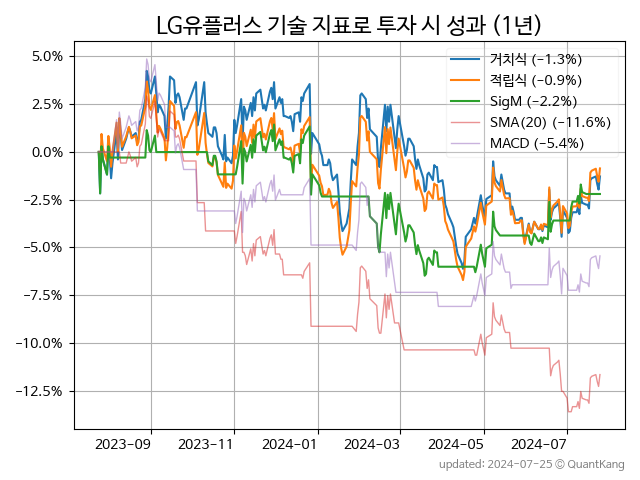 LG유플러스 기술 지표로 투자 시 성과 (1년)
거치식 (−1.3%)
적립식 (−0.9%)
SigM (−2.2%)
SMA(20) (−11.6%)
MACD (−5.4%)
5.0%
2.5%
0.0%
−2.5%
−5.0%
−7.5%
−10.0%
−12.5%
2023-09 2023-11 2024-01 2024-03 2024-05 2024-07
updated: 2024-07-25 © QuantKang